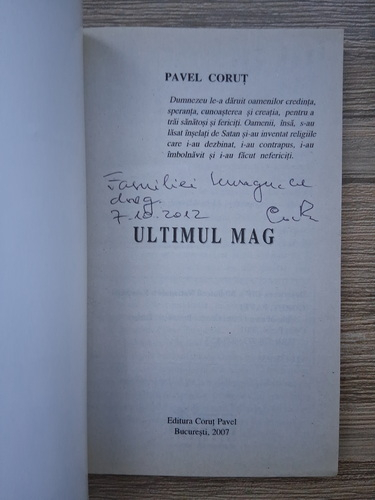 PAVEL CORUȚ
Dumnezeu le-a dăruit oamenilor credința,
speranța, cunoașterea și creația, pentru a
trăi sănătoși și fericiți. Oamenii, însă, s-au
lăsat înșelați de Satan și-au inventat religiile
care i-au dezbinat, i-au contrapus, i-au
îmbolnăvit și i-au făcut nefericiți.
Familiei
drag
7.10.2012
ULTIMUL MAG
Editura Coruț Pavel
București, 2007